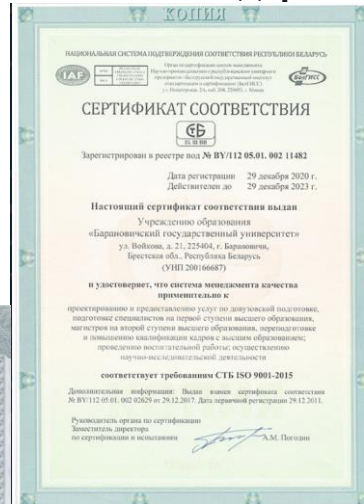 КОПИЯ
НАЦИОНАЛЬНАЯ СИСТЕМА ПОДТВЕРЖДЕНИЯ СООТВЕТСТВИЯ РЕСПУБЛИКИ БЕЛАРУСЬ
IAF
БелГИСС
СЕРТИФИКАТ СООТВЕТСТВИЯ
СТБ
Зарегистрирован в реестре под № BY/112 05.01. 002 11482
Дата регистрации 29 декабря 2020 г.
Действителен до 29 декабря 2023 г.
Настоящий сертификат соответствия выдан
Учреждению образования
«Барановичский государственный университет»
ул. Войкова, д. 21, 225404, г. Барановичи,
Брестская обл., Республика Беларусь
(УНП 200166687)
и удостоверяет, что система менеджмента качества
применительно к
проектированию и предоставлению услуг по довузовской подготовке,
подготовке специалистов на первой ступени высшего образования,
магистров на второй ступени высшего образования, переподготовке
и повышению квалификации кадров с высшим образованием;
проведению воспитательной работы; осуществлению
научно-исследовательской деятельности
соответствует требованиям СТБ ISO 9001-2015
Дополнительная информация: Выдан взамен сертификата соответствия
№ BY/112 05.01. 002 02629 от 29.12.2017. Дата первичной регистрации 29.12.2011.
Руководитель органа по сертификации
Заместитель директора
по сертификации и испытаниям А.М. Погодин